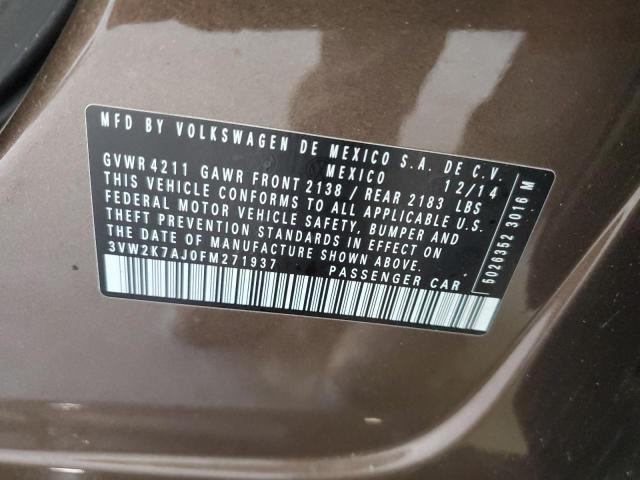 MFD BY VOLKSWAGEN DE MEXICO S.A. DE C.V.
MEXICO 12/14
GVWR 4211 GAWR FRONT 2138 / REAR 2183 LBS
THIS VEHICLE CONFORMS TO ALL APPLICABLE U.S.
FEDERAL MOTOR VEHICLE SAFETY, BUMPER AND
THEFT PREVENTION STANDARDS IN EFFECT ON
THE DATE OF MANUFACTURE SHOWN ABOVE.
3VW2K7AJ0FM271937 PASSENGER CAR
5026352 3016 M